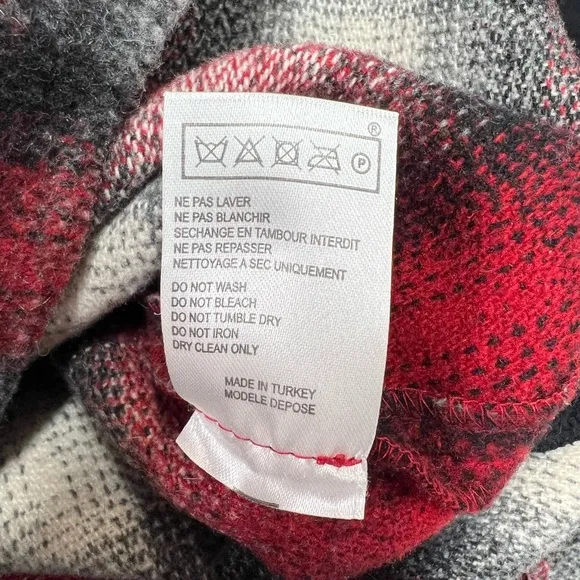 ®
P
NE PAS LAVER
NE PAS BLANCHIR
SECHANGE EN TAMBOUR INTERDIT
NE PAS REPASSER
NETTOYAGE A SEC UNIQUEMENT
DO NOT WASH
DO NOT BLEACH
DO NOT TUMBLE DRY
DO NOT IRON
DRY CLEAN ONLY
MADE IN TURKEY
MODELE DEPOSE